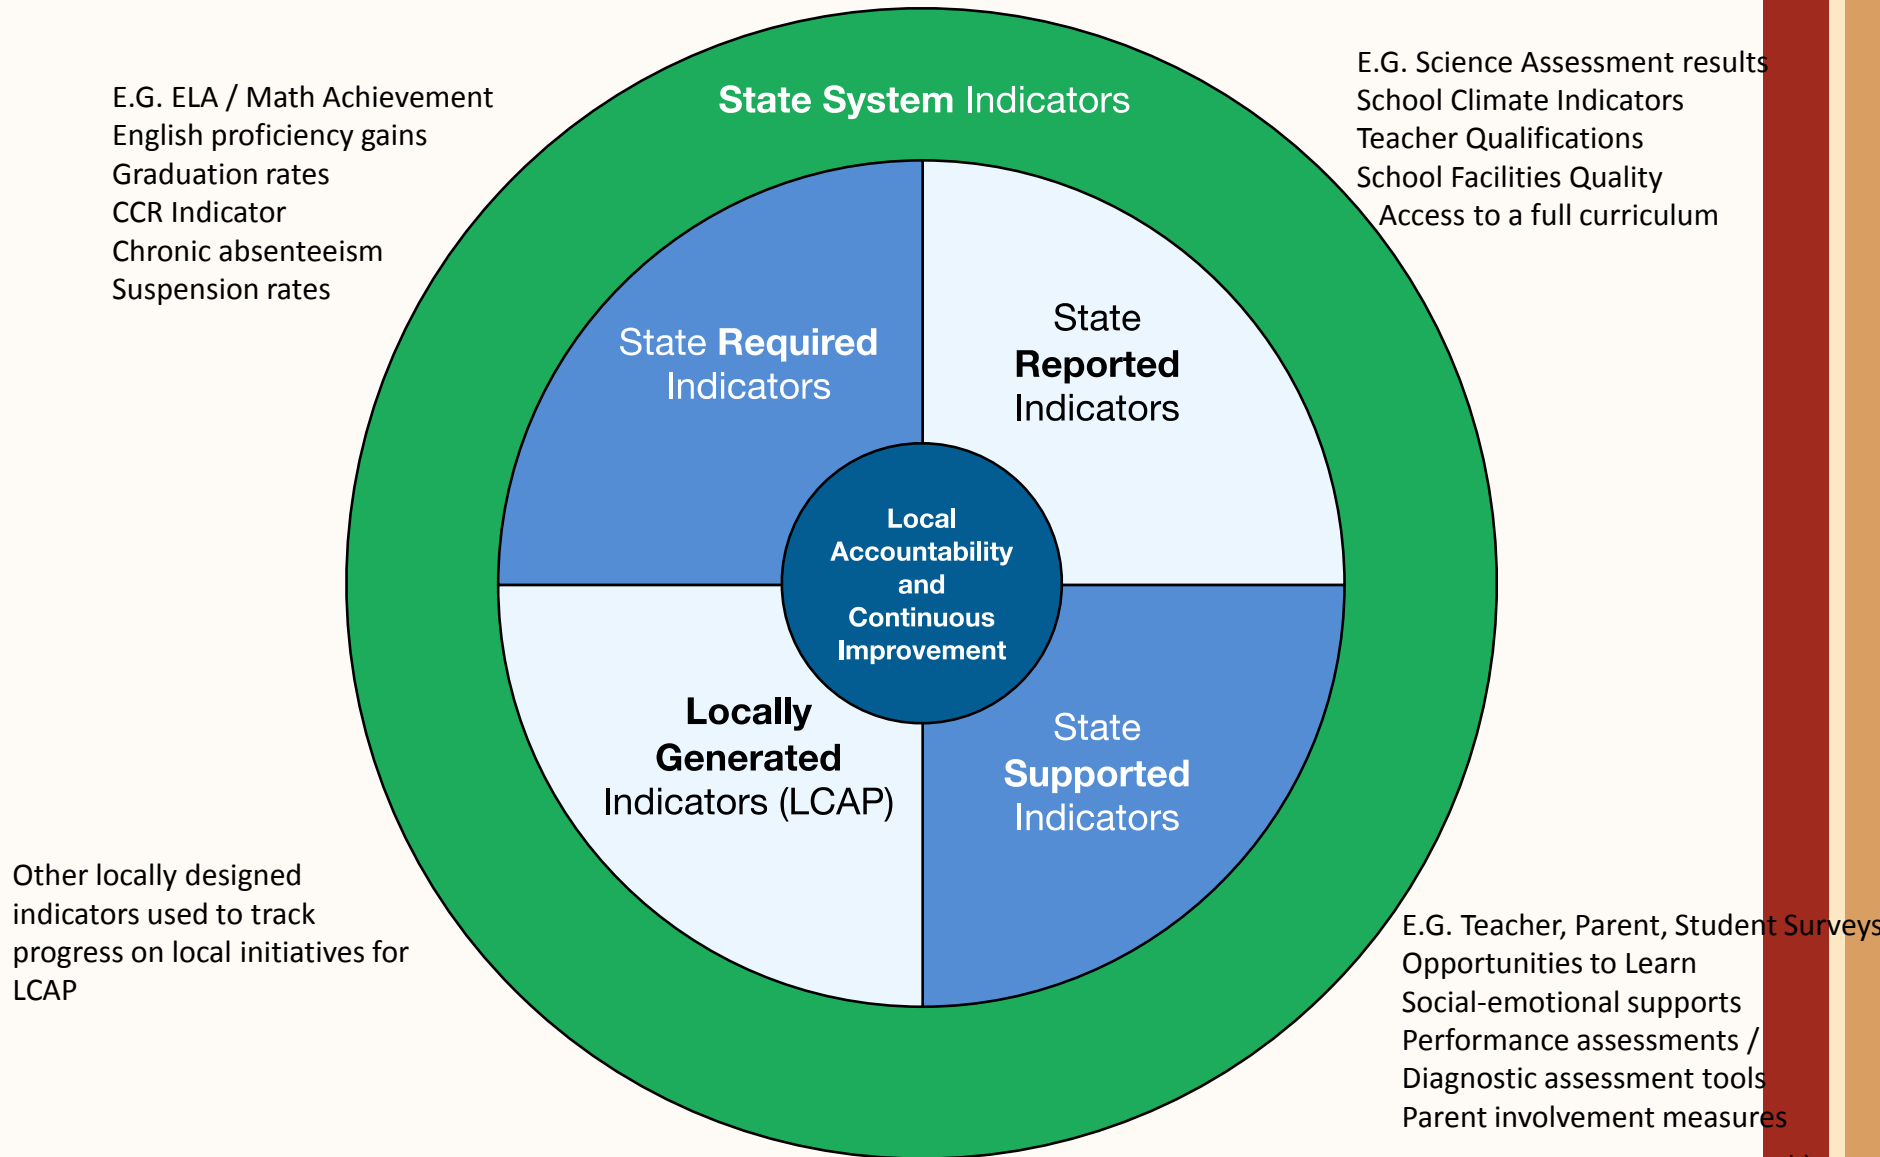 State System Indicators
E.G. ELA / Math Achievement
English proficiency gains
Graduation rates
CCR Indicator
Chronic absenteeism
Suspension rates
E.G. Science Assessment results
School Climate Indicators
Teacher Qualifications
School Facilities Quality
Access to a full curriculum
State Required
Indicators
State
Reported
Indicators
Local
Accountability
and
Continuous
Improvement
Locally
Generated
Indicators (LCAP)
State
Supported
Indicators
Other locally designed
indicators used to track
progress on local initiatives for
LCAP
E.G. Teacher, Parent, Student Surveys
Opportunities to Learn
Social-emotional supports
Performance assessments /
Diagnostic assessment tools
Parent involvement measures